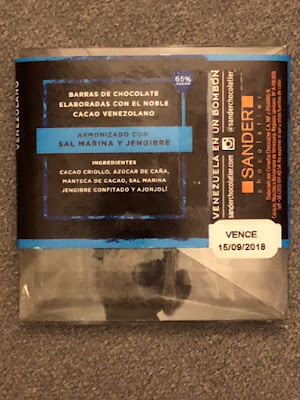 65%
CACAO
BARRAS DE CHOCOLATE
ELABORADAS CON EL NOBLE
CACAO VENEZOLANO
ARMONIZADO CON
SAL MARINA Y JENGIBRE
INGREDIENTES
CACAO CRIOLLO, AZÚCAR DE CAÑA,
MANTECA DE CACAO, SAL MARINA
JENGIBRE CONFITADO Y AJONJOLÍ
VENEZOLANO
VENEZUELA EN UN BOMBÓN
sanderchocolatier.com
@sanderchocolatier
SANDER
chocolatier
VENCE
15/09/2018